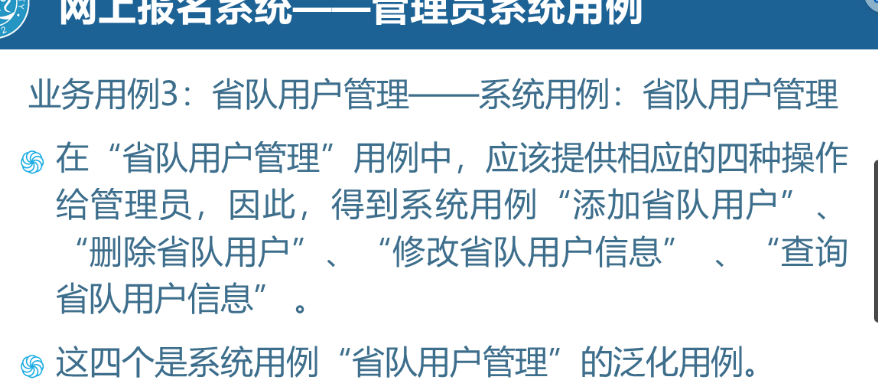 网上报名系统——管理员系统用例
业务用例3：省队用户管理——系统用例：省队用户管理
在“省队用户管理”用例中，应该提供相应的四种操作
给管理员，因此，得到系统用例“添加省队用户”、
“删除省队用户”、“修改省队用户信息” 、“查询
省队用户信息” 。
这四个是系统用例“省队用户管理”的泛化用例。